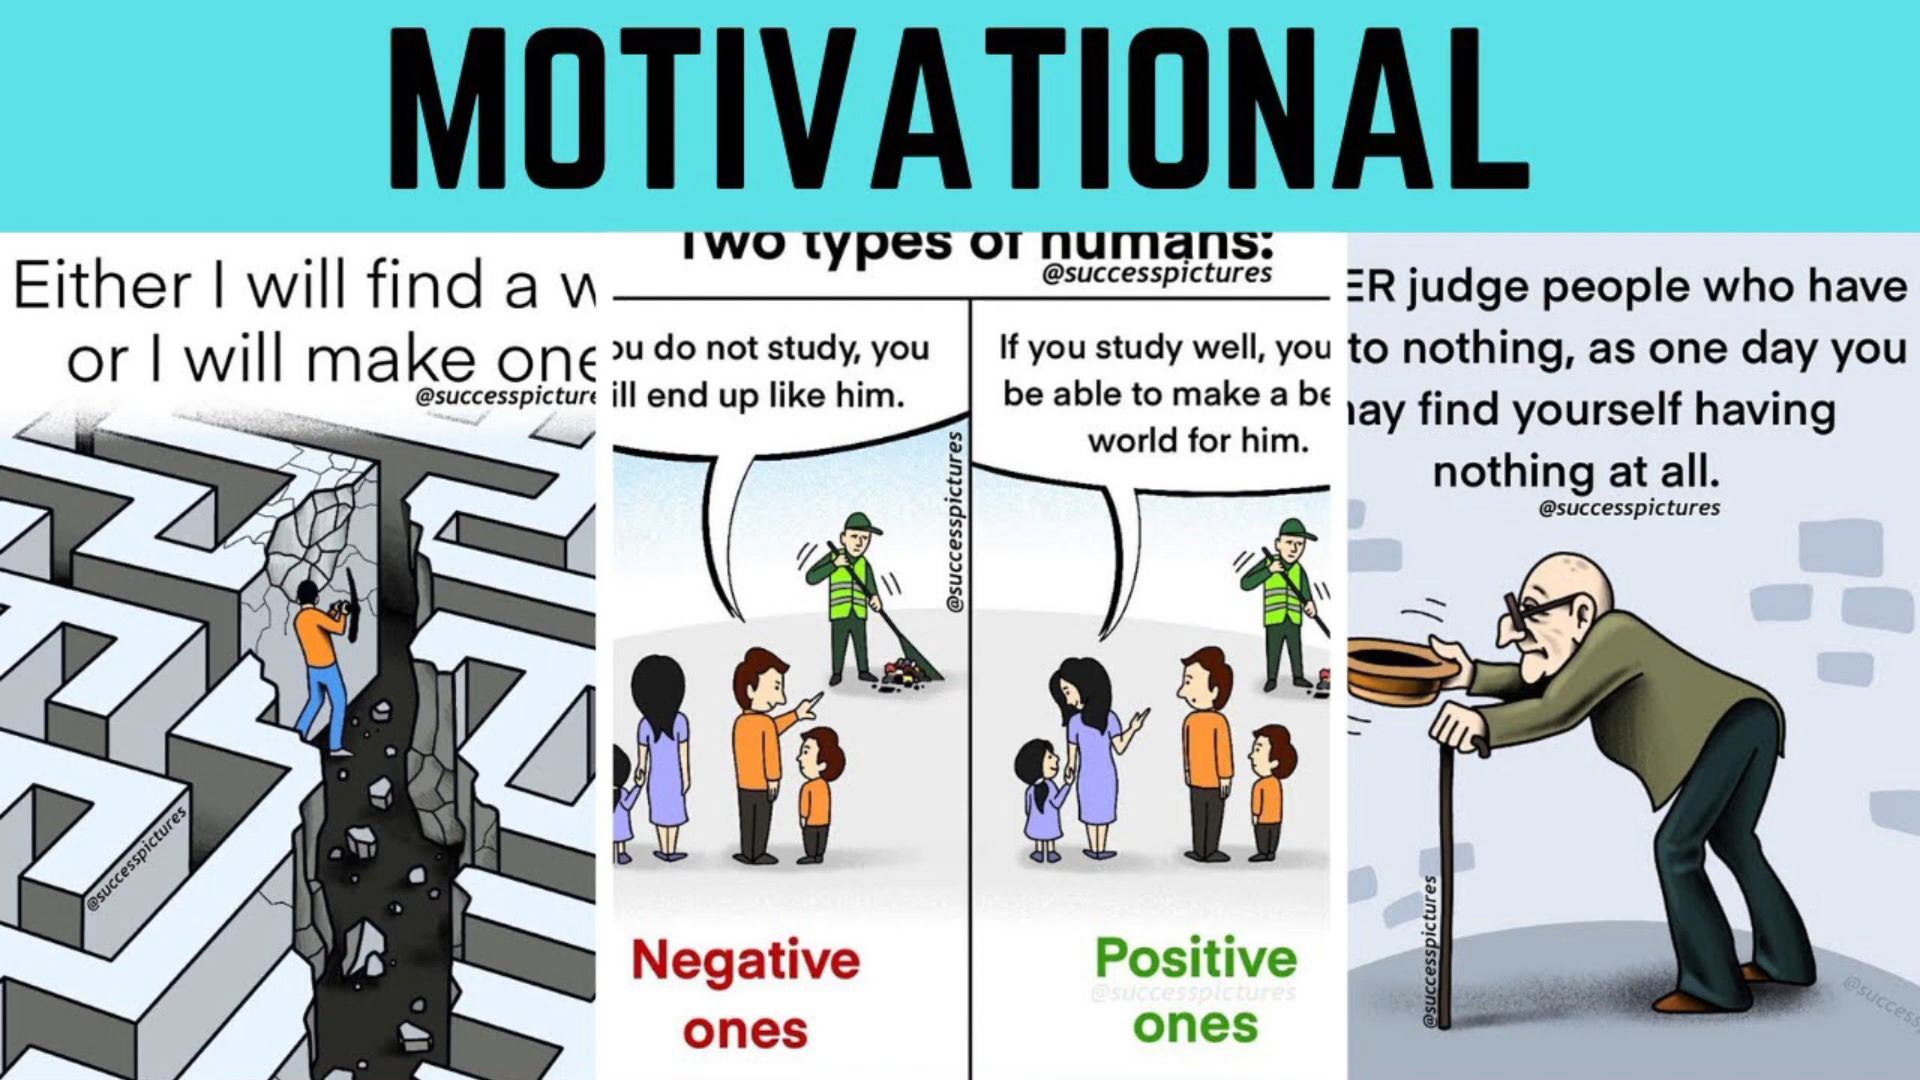 MOTIVATIONAL
Either I will find a w
or I will make one
@successpicture
@successpictures
Two types of humans:
@successpictures
ou do not study, you
ill end up like him.
@successpictures
If you study well, you
be able to make a be
world for him.
Negative
ones
Positive
@successpictures
ones
ER judge people who have
to nothing, as one day you
ay find yourself having
nothing at all.
@successpictures
@successpictures
@success